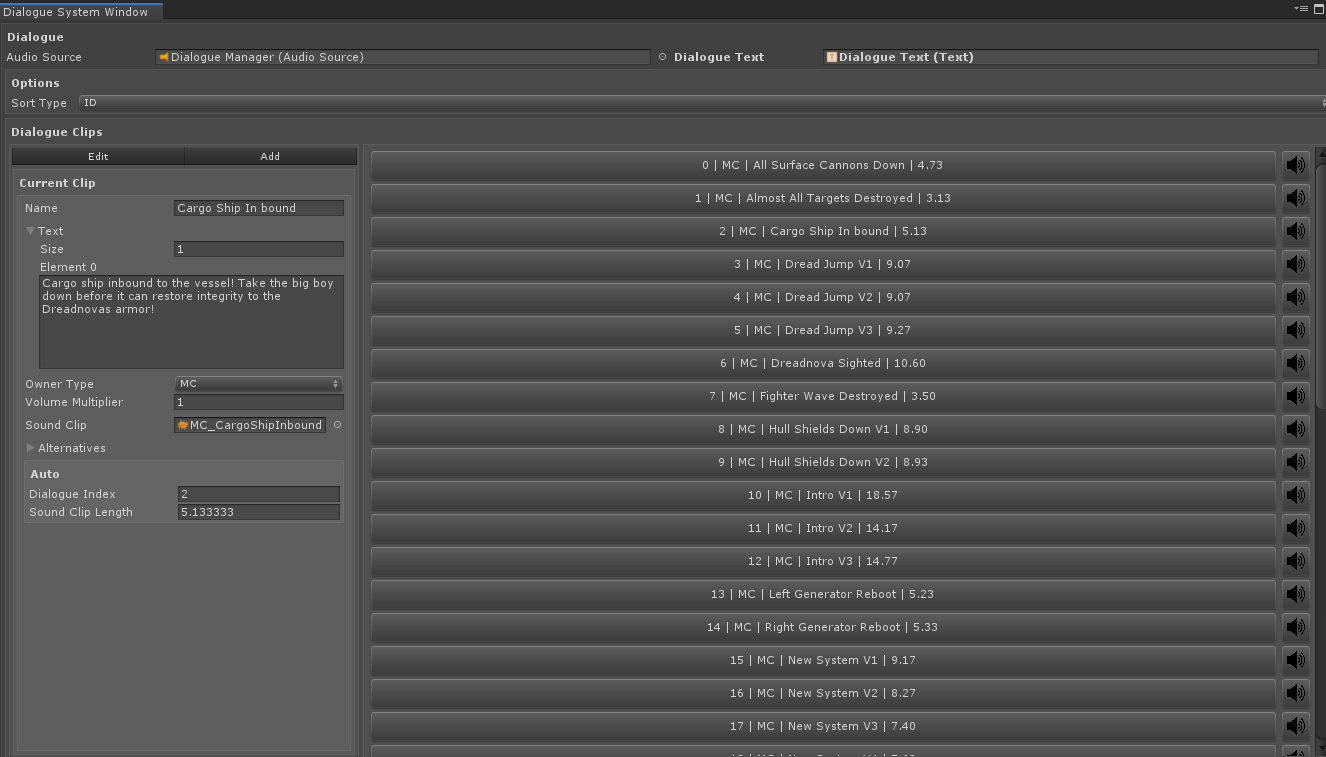 Dialogue System Window
Dialogue
Audio Source Dialogue Manager (Audio Source) Dialogue Text Dialogue Text (Text)
Options
Sort Type ID
Dialogue Clips
Edit Add
Current Clip
Name Cargo Ship In bound
Text
Size 1
Element 0
Cargo ship inbound to the vessel! Take the big boy
down before it can restore integrity to the
Dreadnovas armor!
Owner Type MC
Volume Multiplier 1
Sound Clip MC_CargoShipInbound
Alternatives
Auto
Dialogue Index 2
Sound Clip Length 5.133333
0 | MC | All Surface Cannons Down | 4.73
1 | MC | Almost All Targets Destroyed | 3.13
2 | MC | Cargo Ship In bound | 5.13
3 | MC | Dread Jump V1 | 9.07
4 | MC | Dread Jump V2 | 9.07
5 | MC | Dread Jump V3 | 9.27
6 | MC | Dreadnova Sighted | 10.60
7 | MC | Fighter Wave Destroyed | 3.50
8 | MC | Hull Shields Down V1 | 8.90
9 | MC | Hull Shields Down V2 | 8.93
10 | MC | Intro V1 | 18.57
11 | MC | Intro V2 | 14.17
12 | MC | Intro V3 | 14.77
13 | MC | Left Generator Reboot | 5.23
14 | MC | Right Generator Reboot | 5.33
15 | MC | New System V1 | 9.17
16 | MC | New System V2 | 8.27
17 | MC | New System V3 | 7.40